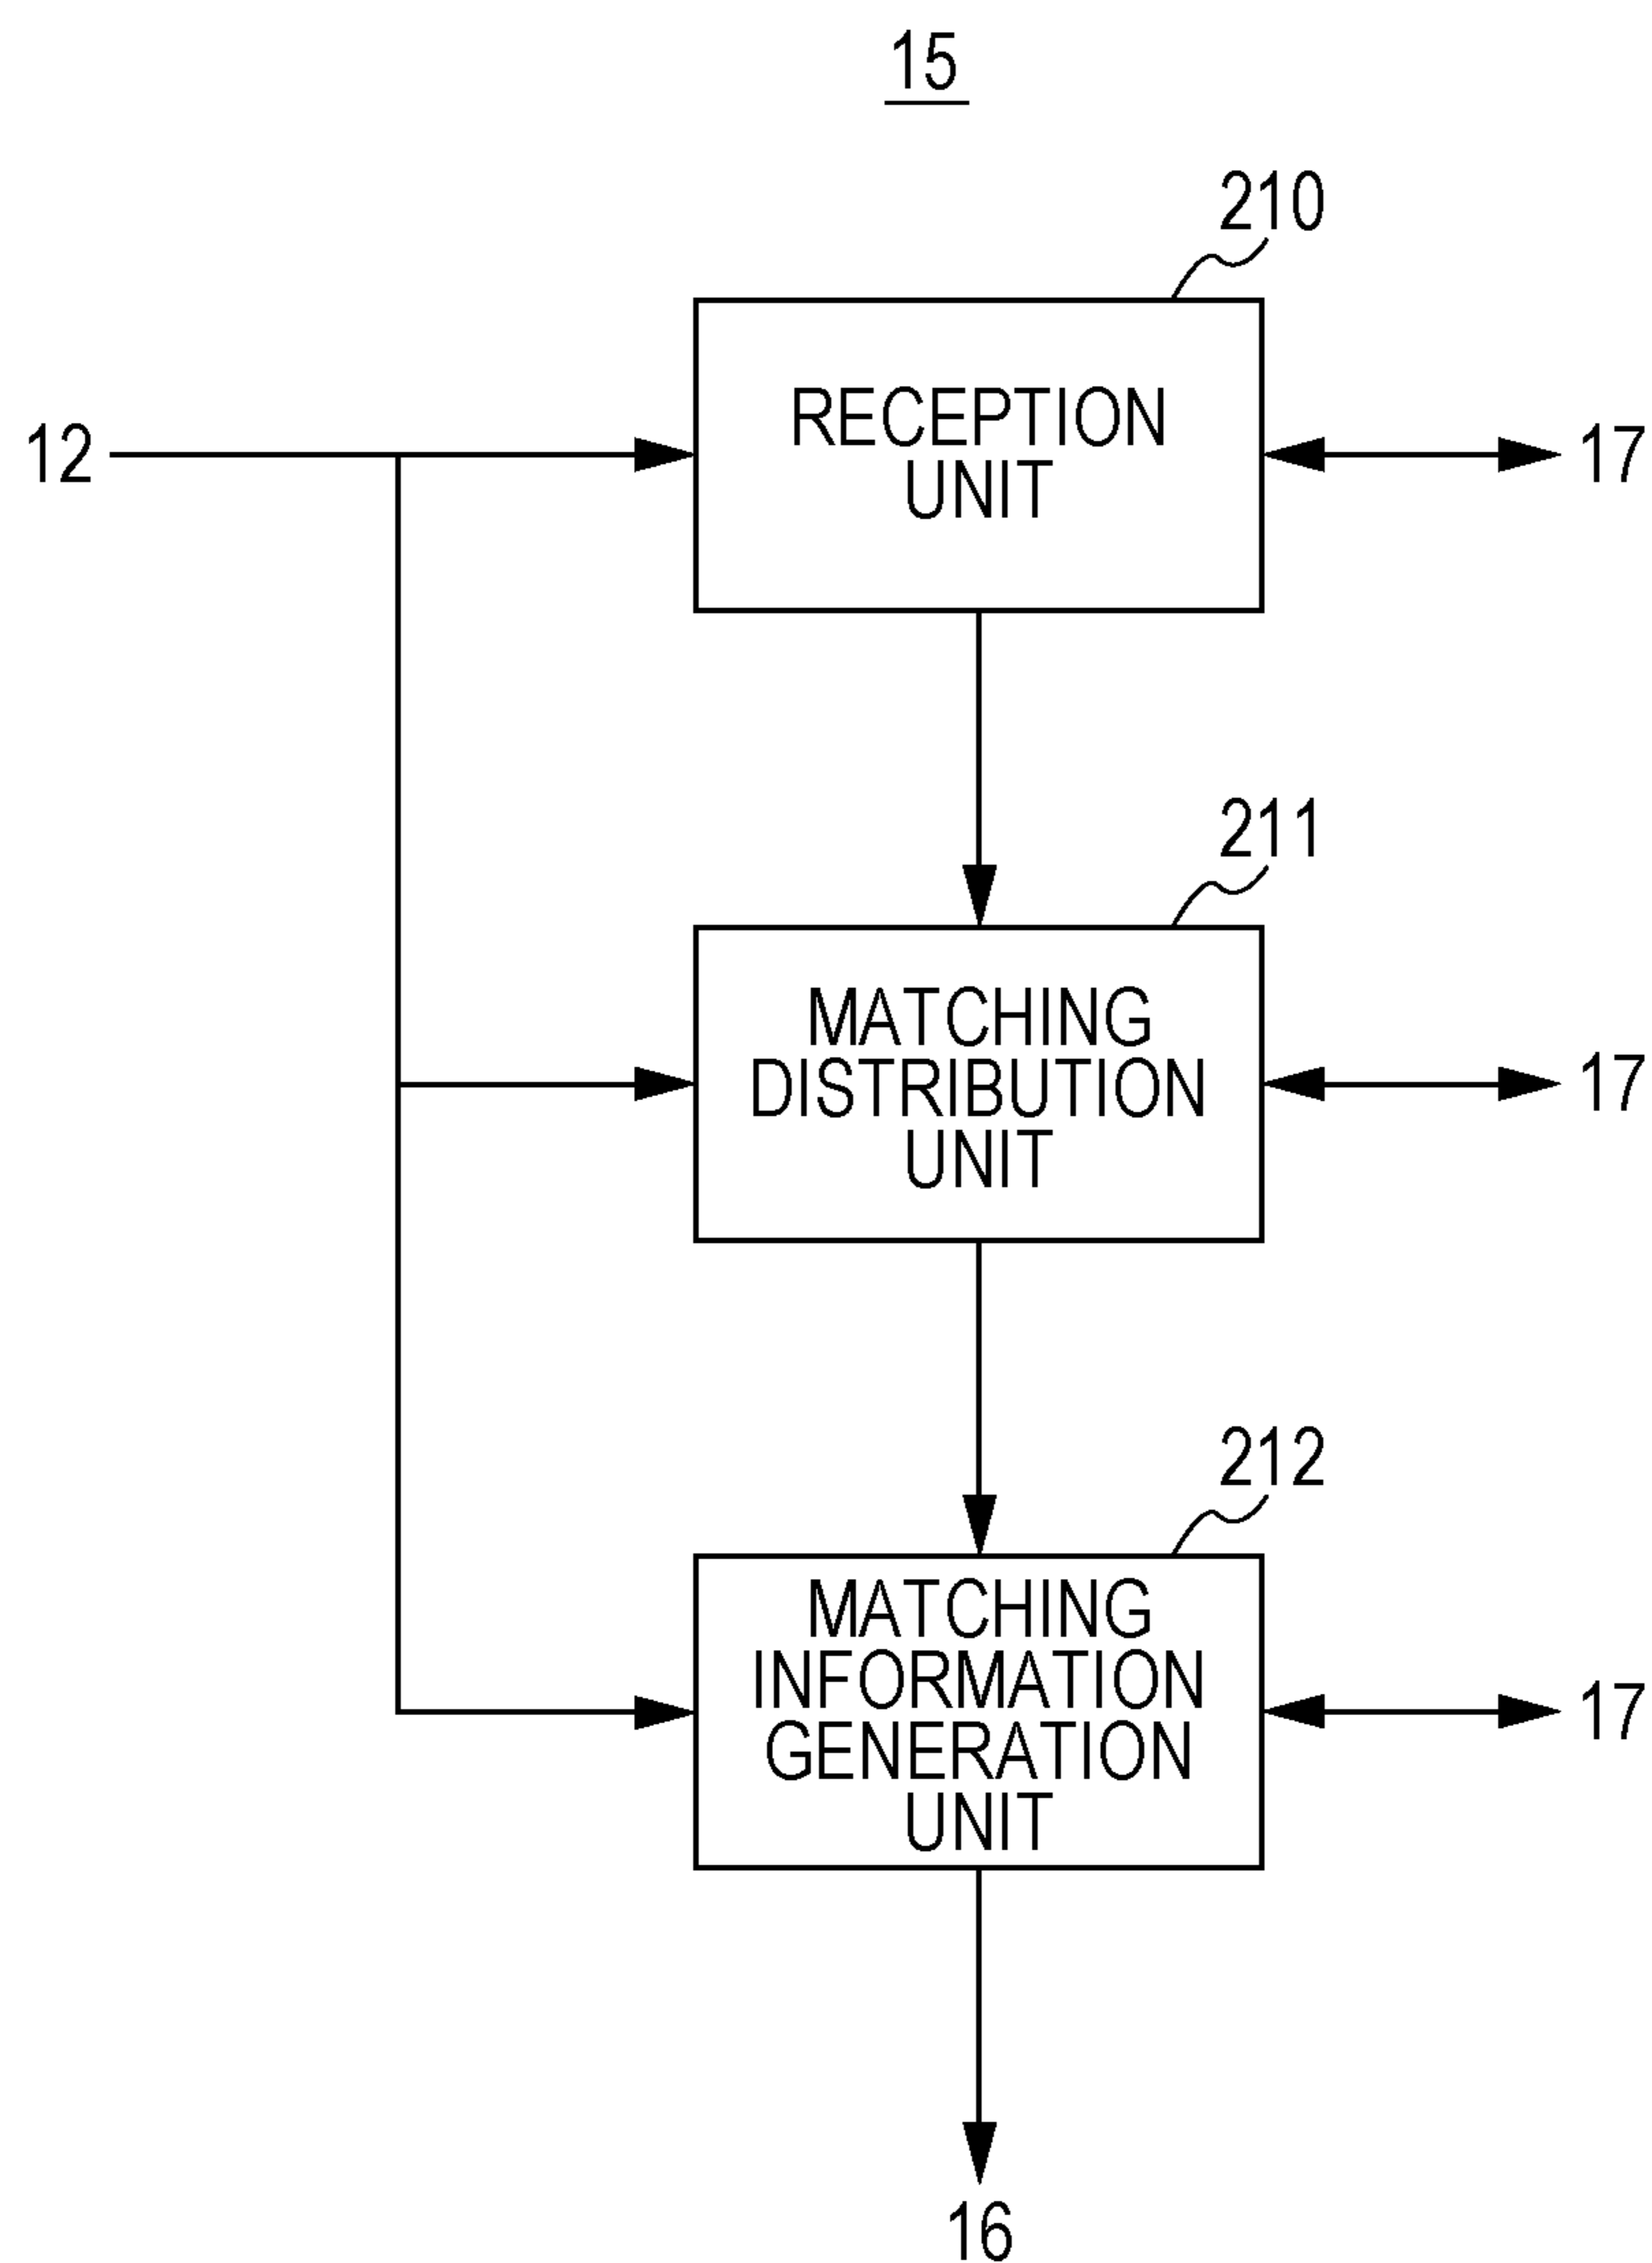 15
210
RECEPTION
UNIT
12
17
211
MATCHING
DISTRIBUTION
UNIT
17
212
MATCHING
INFORMATION
GENERATION
UNIT
17
16